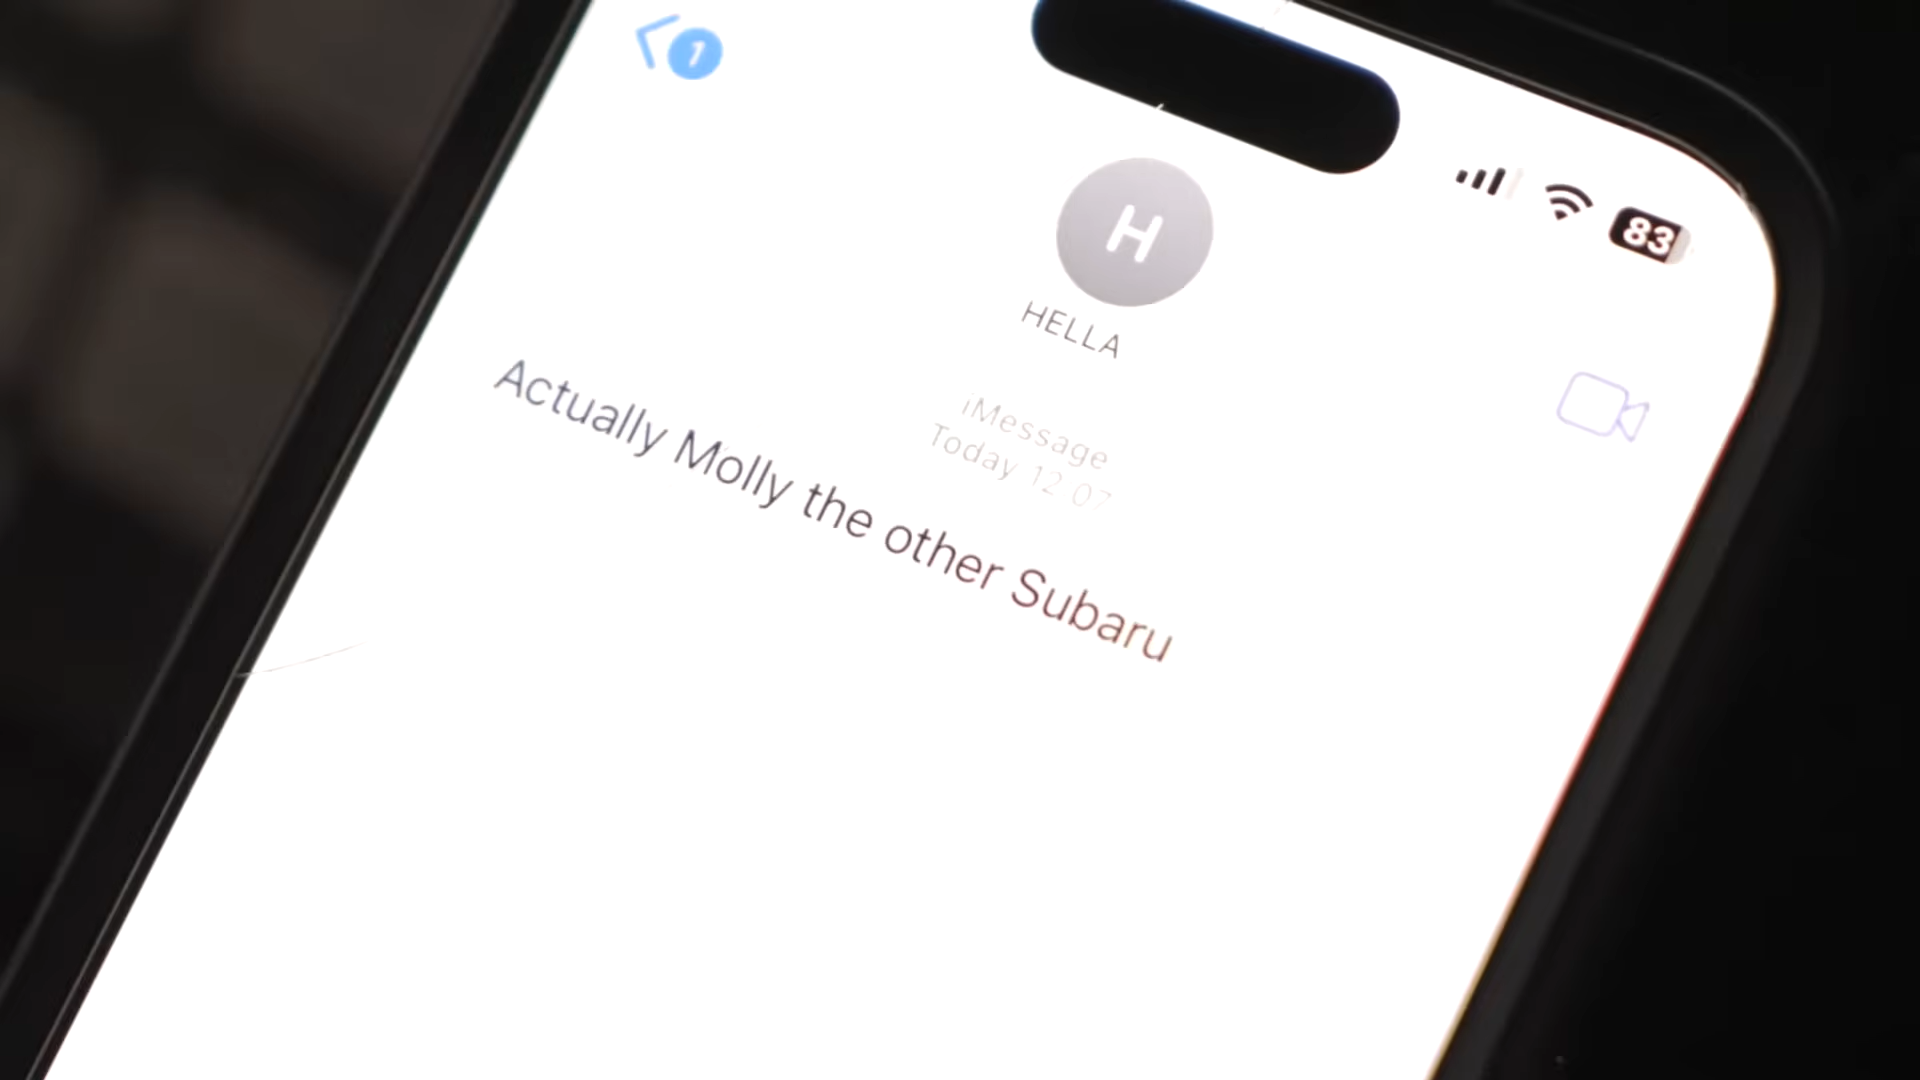 1
83
H
HELLA
iMessage
Today 12 07
Actually Molly the other Subaru